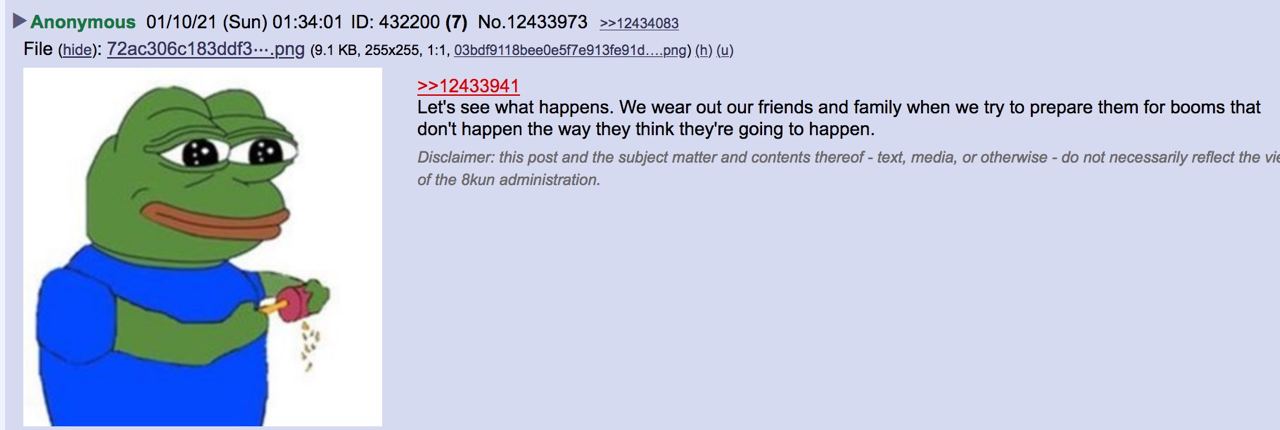 Anonymous 01/10/21 (Sun) 01:34:01 ID: 432200 (7) No.12433973 >>12434083
File (hide): 72ac306c183ddf3⋯.png (9.1 KB, 255x255, 1:1, 03bdf9118bee0e5f7e913fe91d….png) (h) (u)
>>12433941
Let's see what happens. We wear out our friends and family when we try to prepare them for booms that
don't happen the way they think they're going to happen.
Disclaimer: this post and the subject matter and contents thereof - text, media, or otherwise - do not necessarily reflect the
of the 8kun administration.